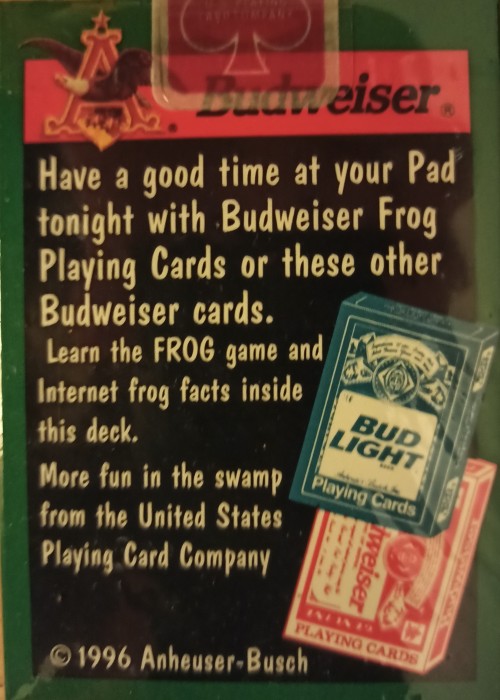 Budweiser®
Have a good time at your Pad
tonight with Budweiser Frog
Playing Cards or these other
Budweiser cards.
Learn the FROG game and
Internet frog facts inside
this deck.
More fun in the swamp
from the United States
Playing Card Company
BUD
LIGHT
Playing Cards
Budweiser
PLAYING CARDS
© 1996 Anheuser-Busch